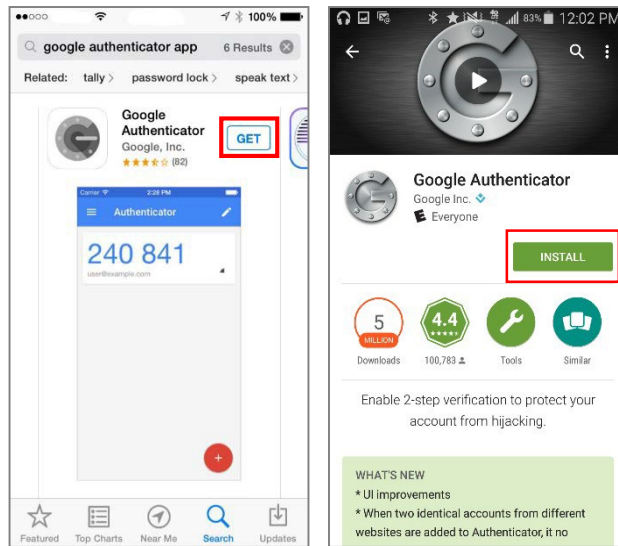 100%
google authenticator app 6 Results
Related: tally > password lock > speak text >
Google
Authenticator
Google, Inc.
(82)
GET
Carrier 2:28 PM
Authenticator
240 841
user@example.com
+
Featured Top Charts Near Me Search Updates
83% 12:02 PM
Google Authenticator
Google Inc.
E Everyone
INSTALL
5
MILLION
4.4
Downloads 100,783 Tools Similar
Enable 2-step verification to protect your
account from hijacking.
WHAT'S NEW
* UI improvements
* When two identical accounts from different
websites are added to Authenticator, it no